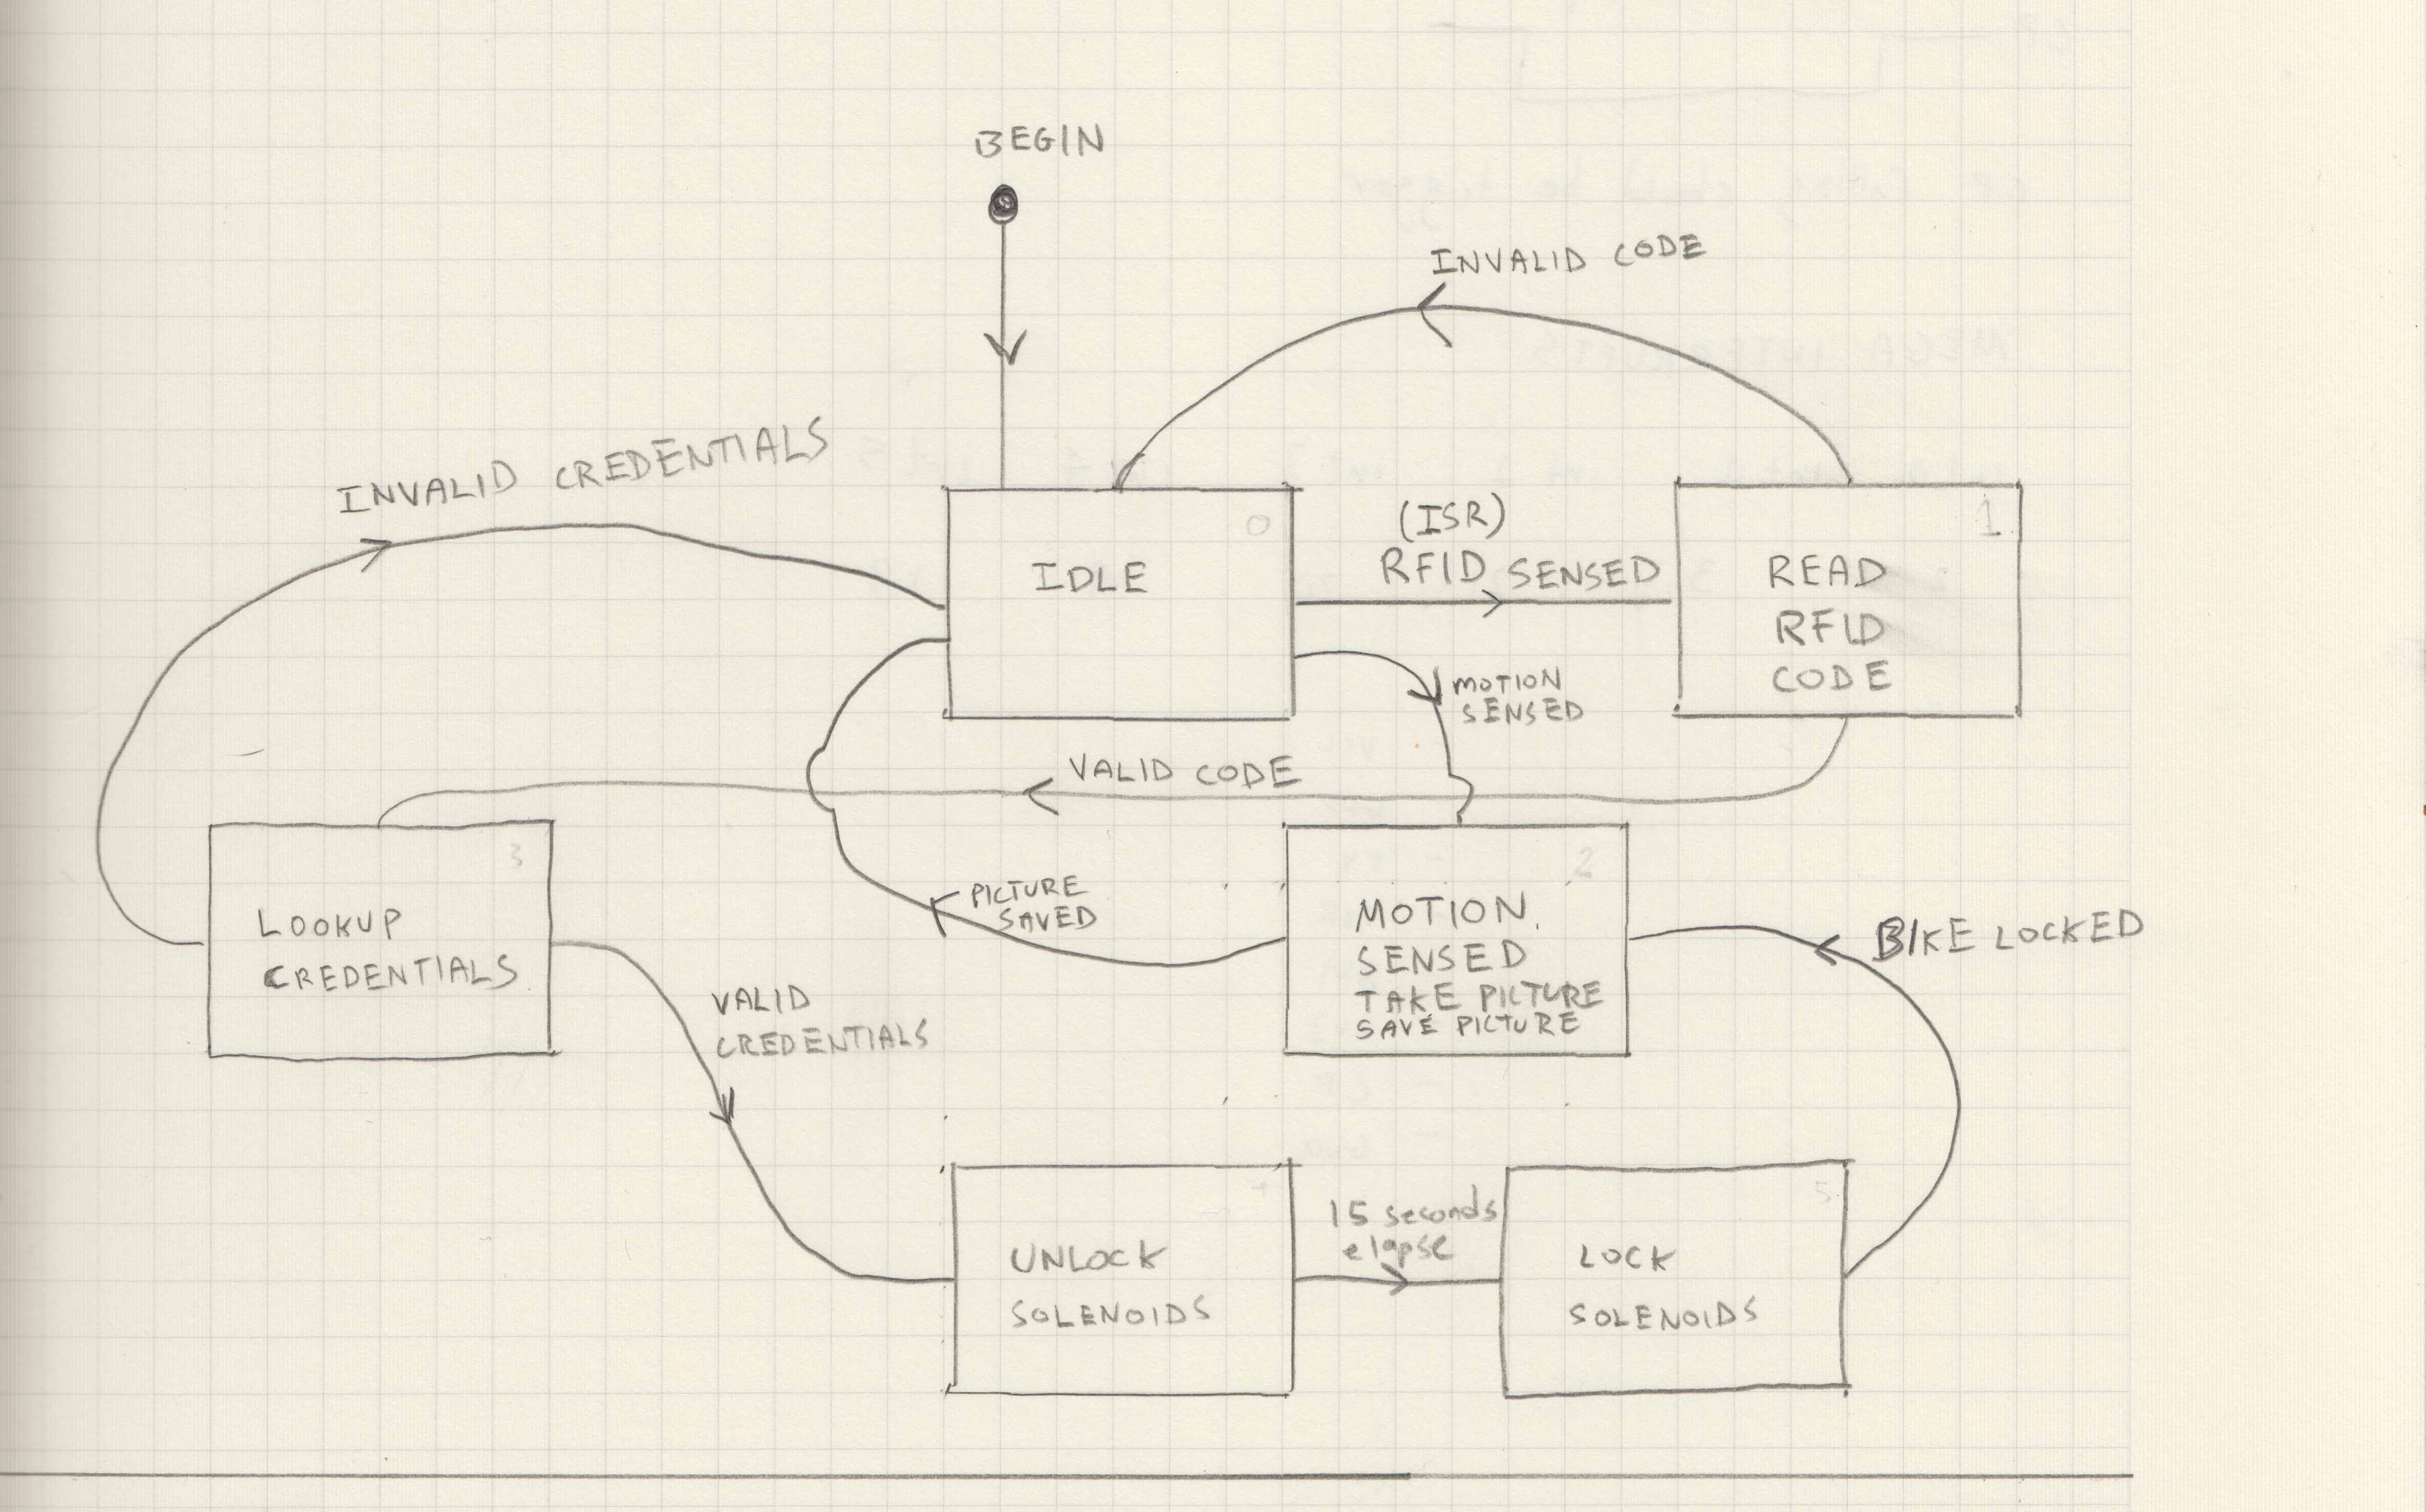 BEGIN
INVALID CODE
INVALID CREDENTIALS
0
IDLE
(ISR)
RFID SENSED
1
READ
RFID
CODE
MOTION
SENSED
VALID CODE
3
LOOKUP
CREDENTIALS
PICTURE
SAVED
2
MOTION
SENSED
TAKE PICTURE
SAVE PICTURE
BIKE LOCKED
VALID
CREDENTIALS
UNLOCK
SOLENOIDS
15 seconds
elapse
5
LOCK
SOLENOIDS